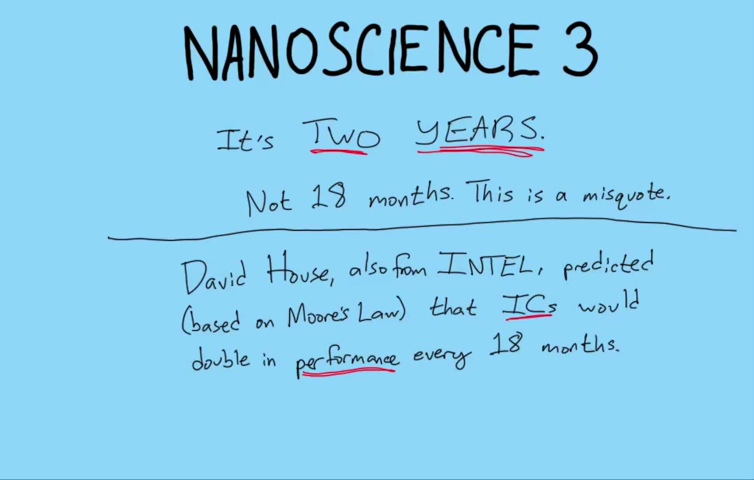 NANOSCIENCE 3
It's TWO YEARS.
Not 18 months. This is a misquote.
David House, also from INTEL, predicted
(based on Moore's Law) that ICs would
double in performance every 18 months.